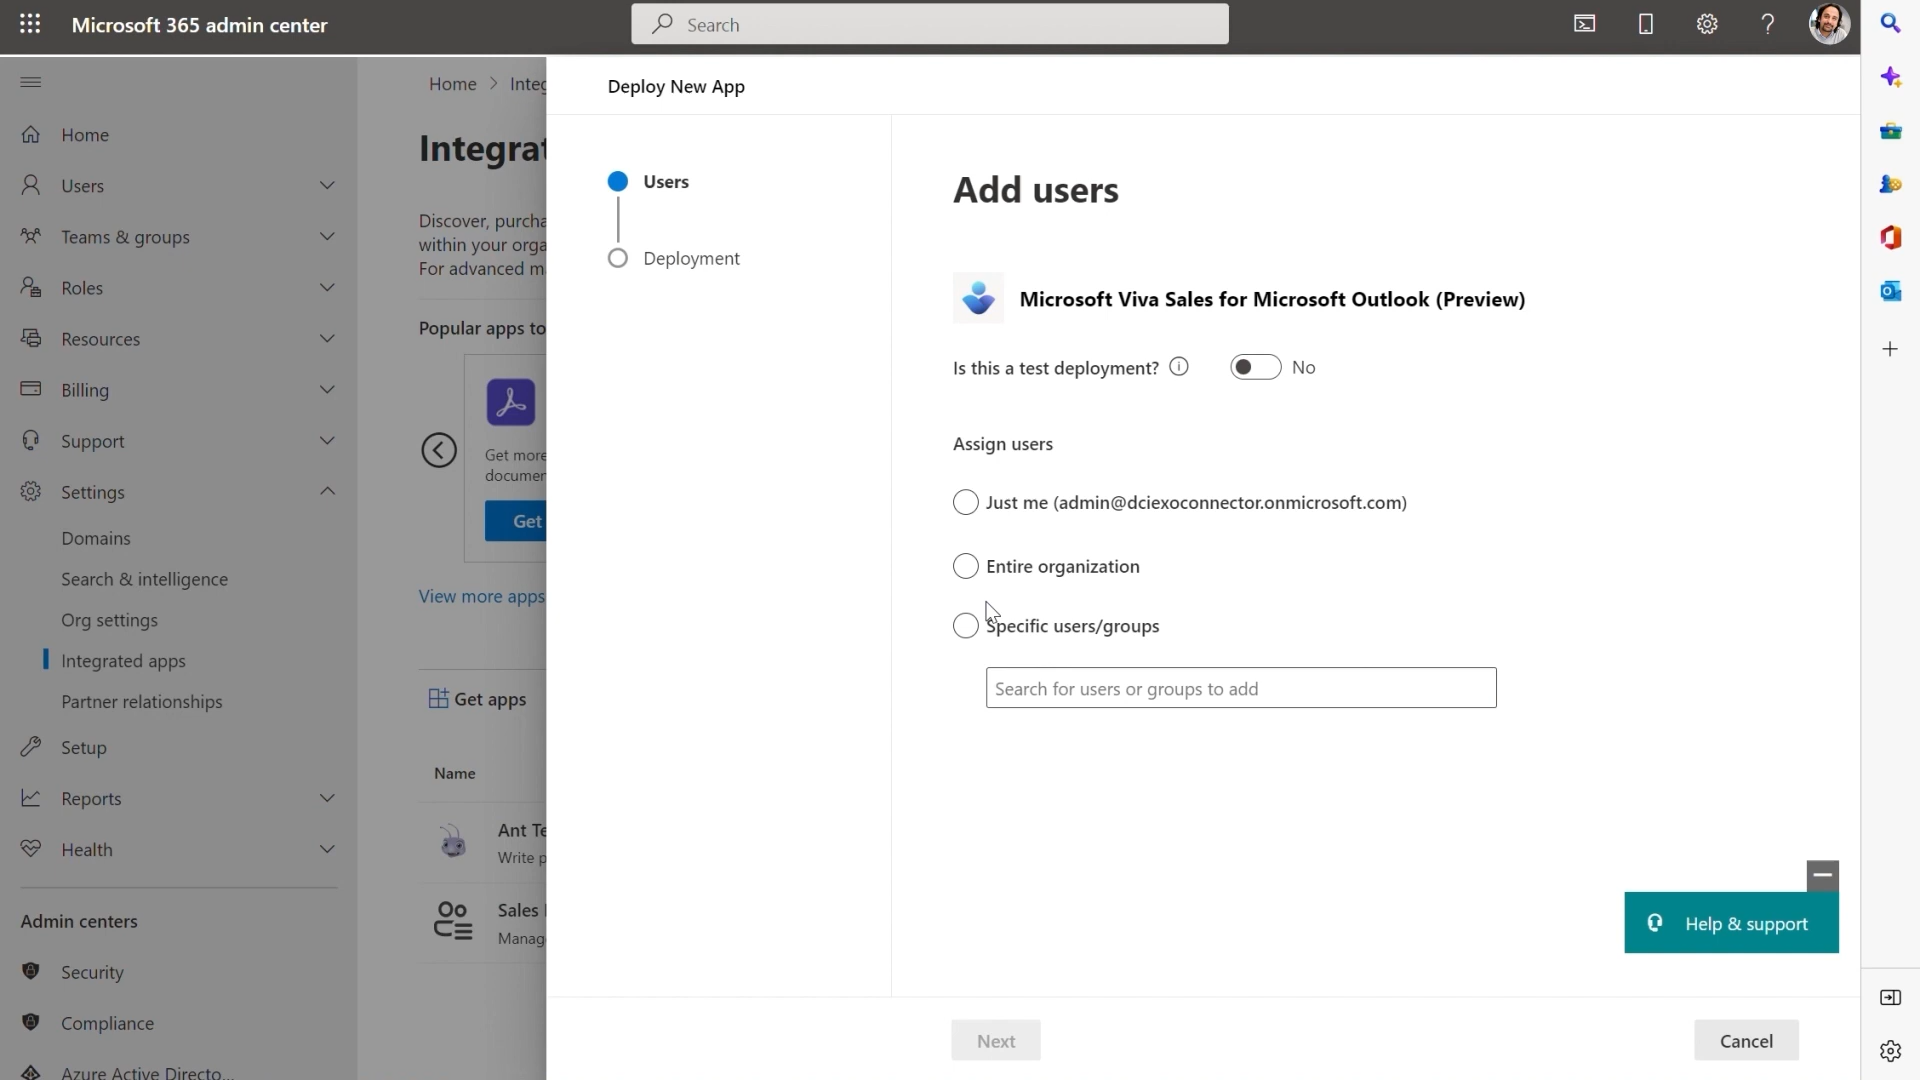 Microsoft 365 admin center
Search
Home
Users
Teams & groups
Roles
Resources
Billing
Support
Settings
Domains
Search & intelligence
Org settings
Integrated apps
Partner relationships
Setup
Reports
Health
Admin centers
Security
Compliance
Azure Active Directo...
Home > Integ
Integrat
Discover, purcha
within your orga
For advanced m
Popular apps to
Get more
documen
Get
View more apps
Get apps
Name
Ant Te
Write p
Sales
Manag
Deploy New App
Users
Deployment
Add users
Microsoft Viva Sales for Microsoft Outlook (Preview)
Is this a test deployment? No
Assign users
Just me (admin@dciexoconnector.onmicrosoft.com)
Entire organization
Specific users/groups
Search for users or groups to add
Help & support
Next
Cancel